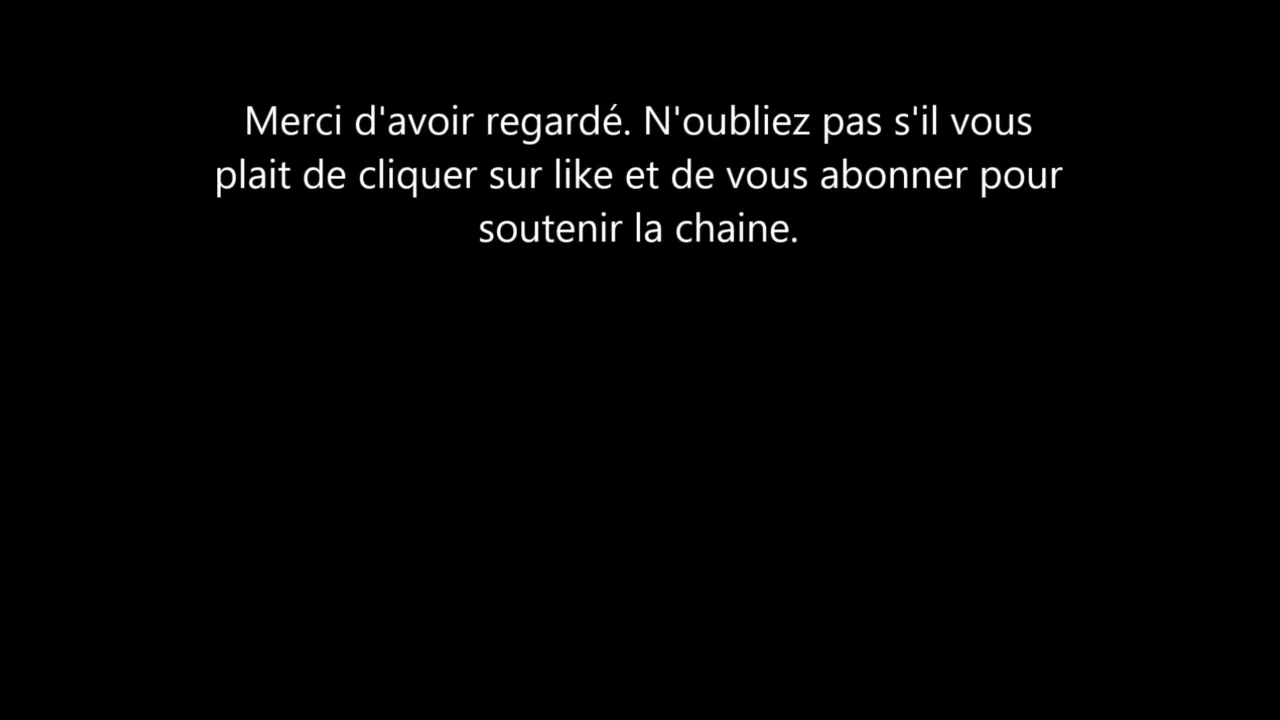 Merci d'avoir regardé. N'oubliez pas s'il vous
plait de cliquer sur like et de vous abonner pour
soutenir la chaine.